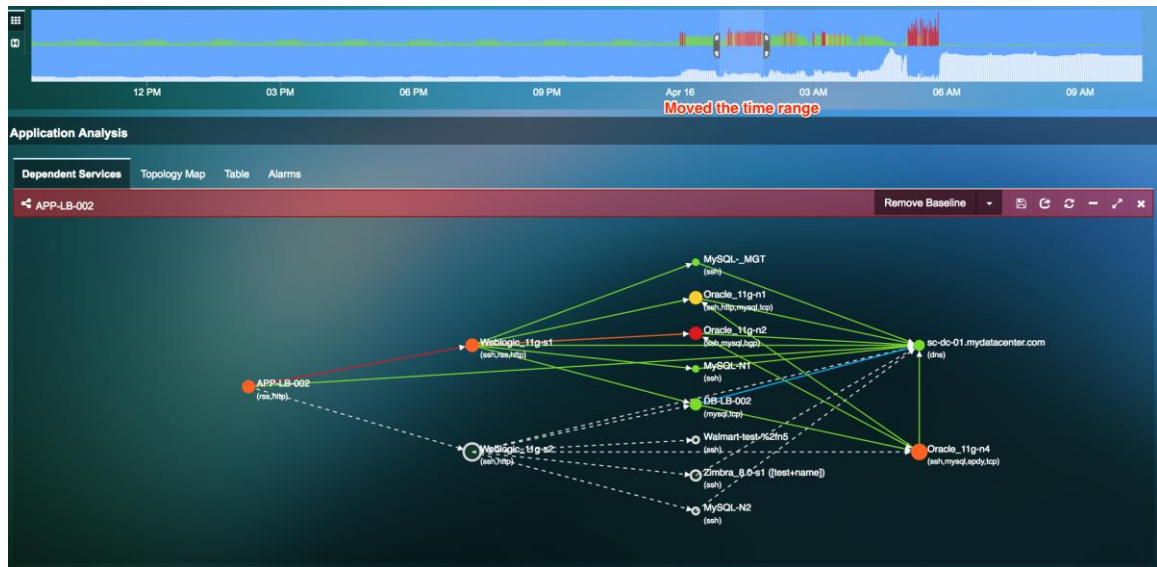 12 PM
03 PM
06 PM
09 PM
Apr 16
03 AM
06 AM
09 AM
Moved the time range
Application Analysis
Dependent Services
Topology Map
Table
Alarms
APP-LB-002
Remove Baseline
MySQL-_MGT
(ssh)
Oracle_11g-n1
(ssh,http,mysql,tcp)
Weblogic_11g-s1
(ssh,rss,http)
Oracle_11g-n2
(ssh,mysql,bgp)
sc-dc-01.mydatacenter.com
(dns)
MySQL-N1
(ssh)
APP-LB-002
(rss,http)
DB-LB-002
(mysql,tcp)
Walmart-test-%2fn5
(ssh)
Weblogic_11g-s2
(ssh,http)
Oracle_11g-n4
(ssh,mysql,spdy,tcp)
Zimbra_8.0-s1 ([test+name])
(ssh)
MySQL-N2
(ssh)